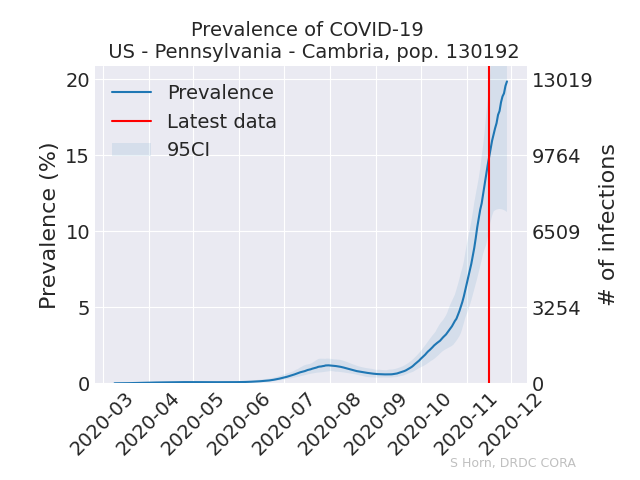 Prevalence of COVID-19
US - Pennsylvania - Cambria, pop. 130192
Prevalence
Latest data
95CI
Prevalence (%)
20
15
10
5
0
13019
9764
6509
3254
0
# of infections
2020-03
2020-04
2020-05
2020-06
2020-07
2020-08
2020-09
2020-10
2020-11
2020-12
S Horn, DRDC CORA